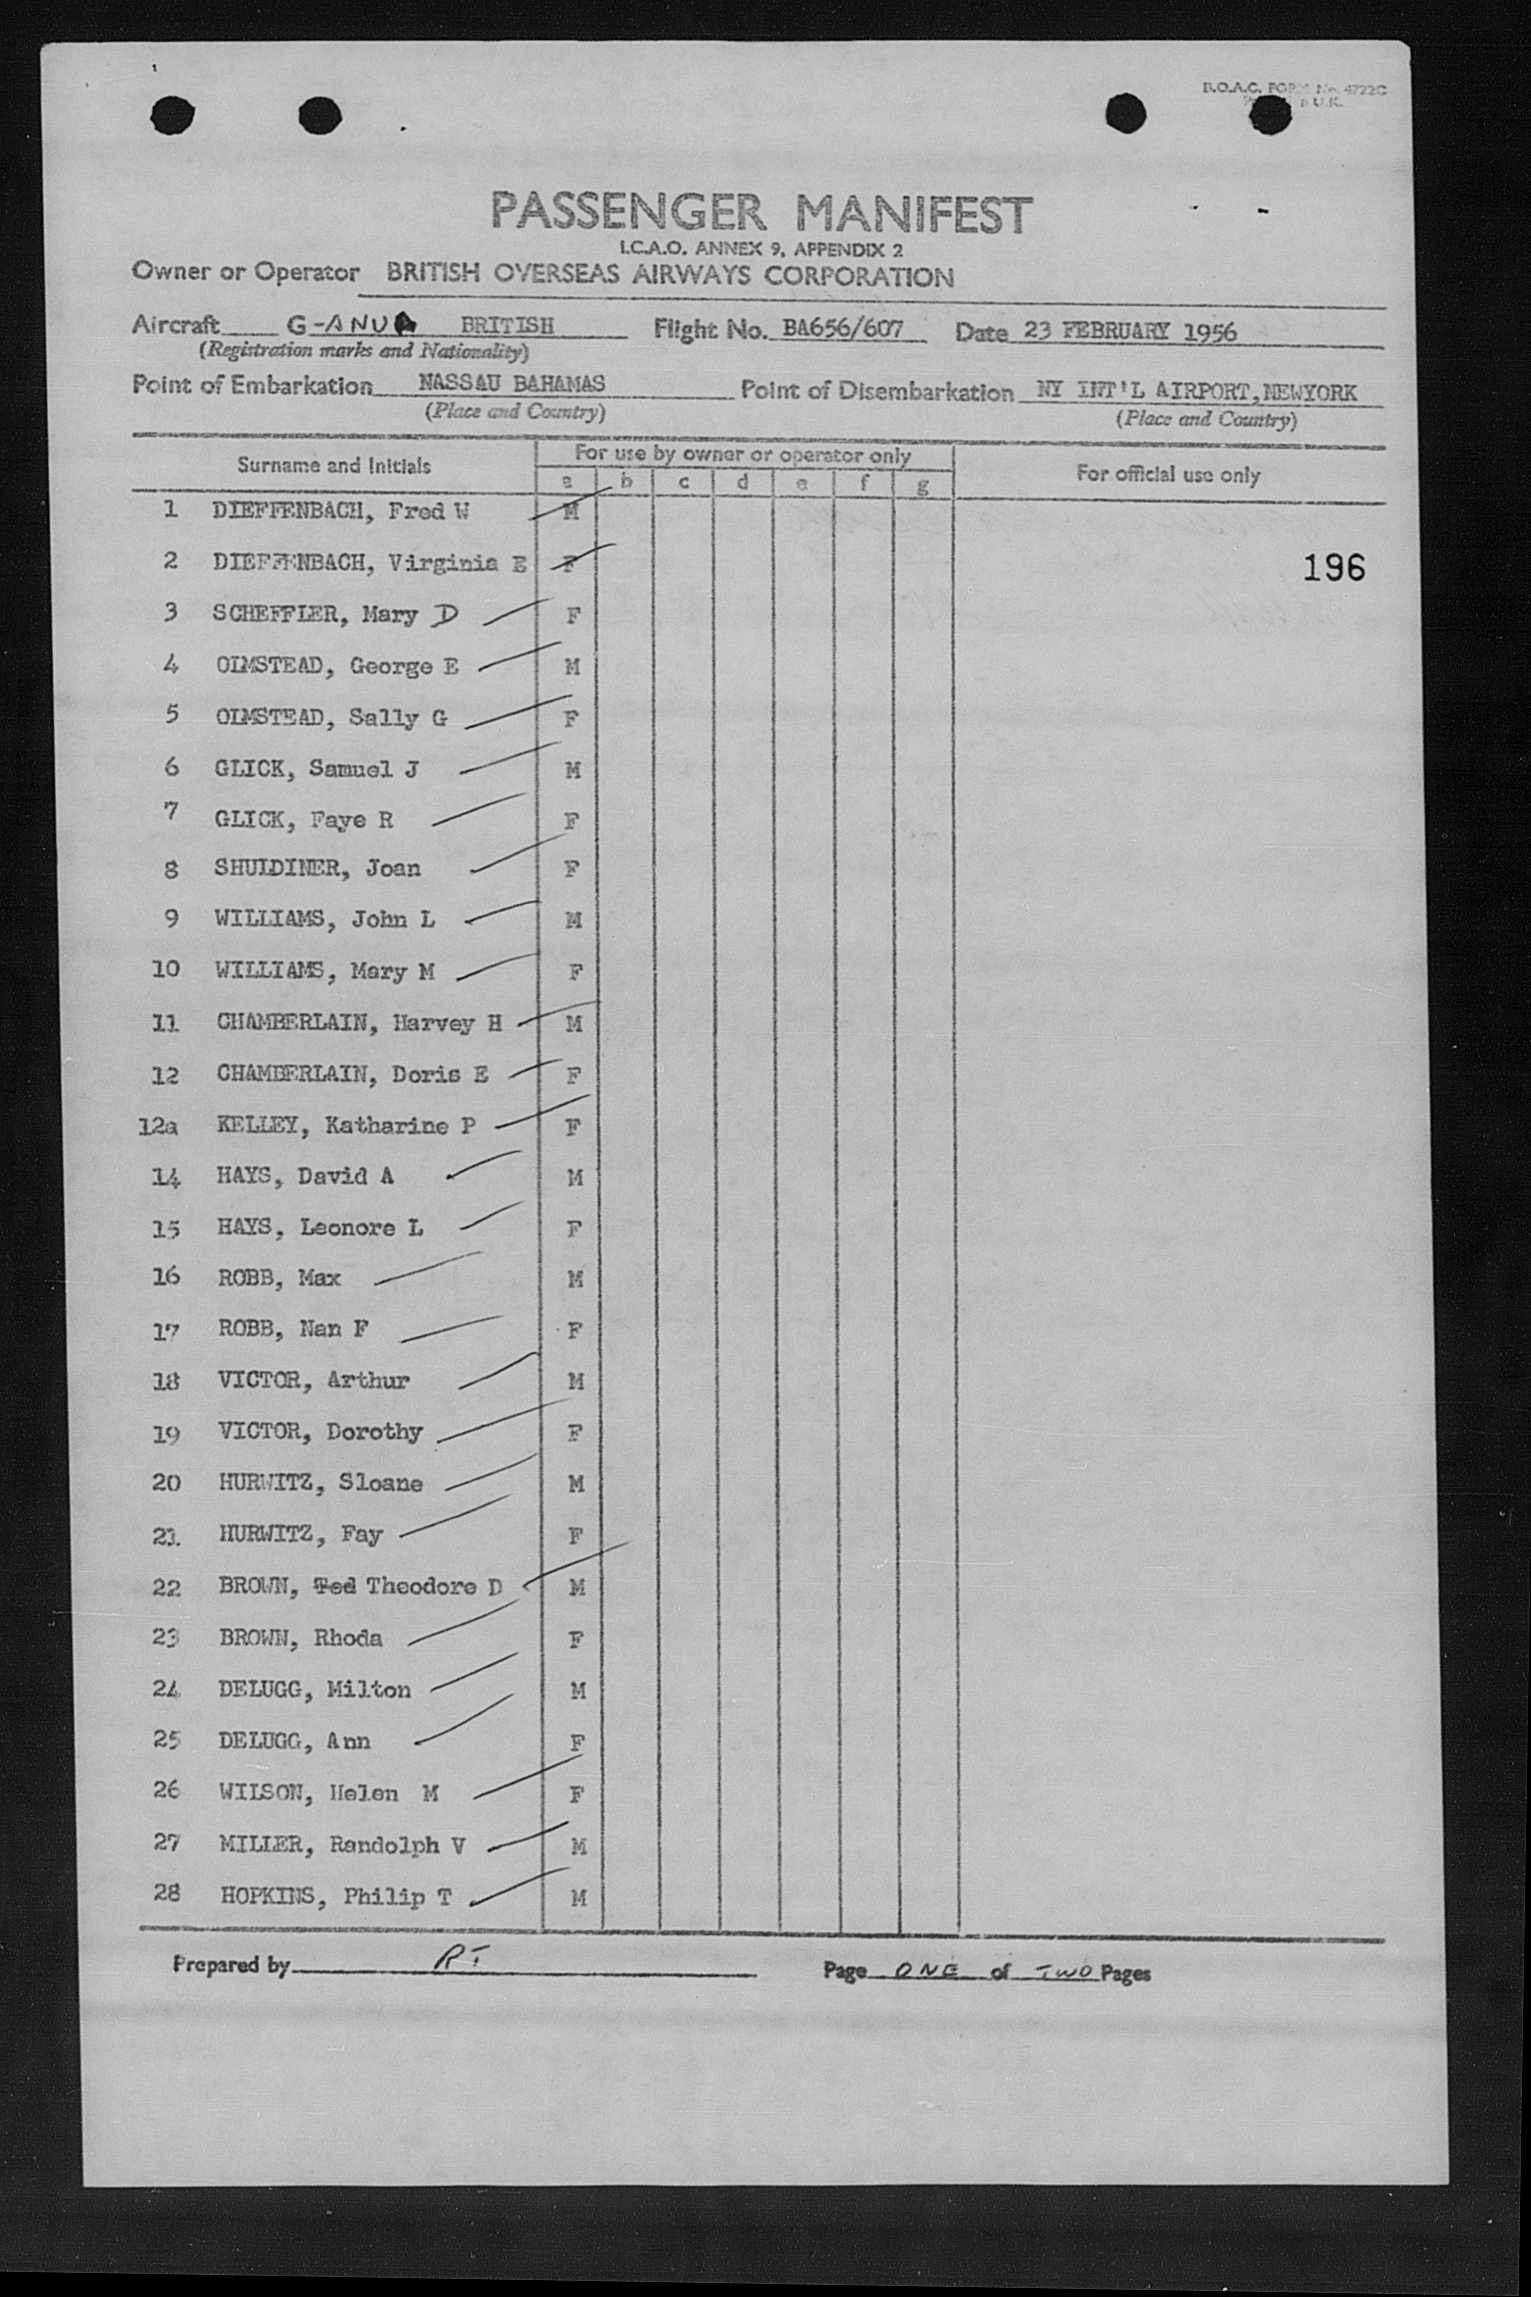 B.O.A.C. FORM No. 4722C
U.K.
PASSENGER MANIFEST
I.C.A.O. ANNEX 9, APPENDIX 2
Owner or Operator BRITISH OVERSEAS AIRWAYS CORPORATION
Aircraft G-ANUA BRITISH Flight No. BA656/607 Date 23 FEBRUARY 1956
(Registration marks and Nationality)
Point of Embarkation NASSAU BAHAMAS Point of Disembarkation NY INT'L AIRPORT,NEWYORK
(Place and Country) (Place and Country)
Surname and Initials For use by owner or operator only For official use only
a b c d e f g
1 DIEFFENBACH, Fred W M
2 DIEFFENBACH, Virginia E F 196
3 SCHEFFLER, Mary D F
4 OLMSTEAD, George E M
5 OLMSTEAD, Sally G F
6 GLICK, Samuel J M
7 GLICK, Faye R F
8 SHULDINER, Joan F
9 WILLIAMS, John L M
10 WILLIAMS, Mary M F
11 CHAMBERLAIN, Harvey H M
12 CHAMBERLAIN, Doris E F
12a KELLEY, Katharine P F
14 HAYS, David A M
15 HAYS, Leonore L F
16 ROBB, Max M
17 ROBB, Nan F F
18 VICTOR, Arthur M
19 VICTOR, Dorothy F
20 HURWITZ, Sloane M
21 HURWITZ, Fay F
22 BROWN, Ted Theodore D M
23 BROWN, Rhoda F
24 DELUGG, Milton M
25 DELUGG, Ann F
26 WILSON, Helen M F
27 MILLER, Randolph V M
28 HOPKINS, Philip T M
Prepared by RT Page ONE of TWO Pages